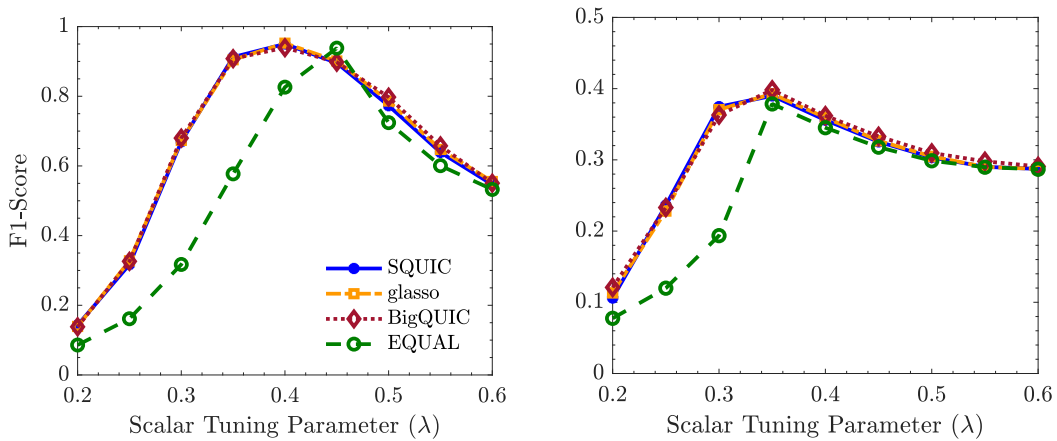 F1-Score
1
0.8
0.6
0.4
0.2
0
SQUIC
glasso
BigQUIC
EQUAL
0.2 0.3 0.4 0.5 0.6
Scalar Tuning Parameter (λ)
0.5
0.4
0.3
0.2
0.1
0
0.2 0.3 0.4 0.5 0.6
Scalar Tuning Parameter (λ)